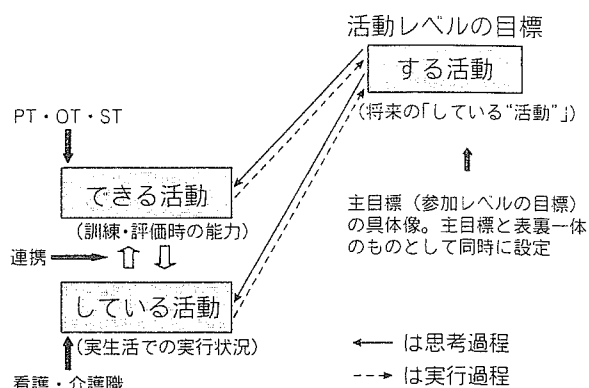 活動レベルの目標
する活動
(将来の「している“活動”」)
PT・OT・ST
できる活動
(訓練・評価時の能力)
連携
している活動
(実生活での実行状況)
看護・介護職
主目標（参加レベルの目標）
の具体像。主目標と表裏一体
のものとして同時に設定
は思考過程
は実行過程